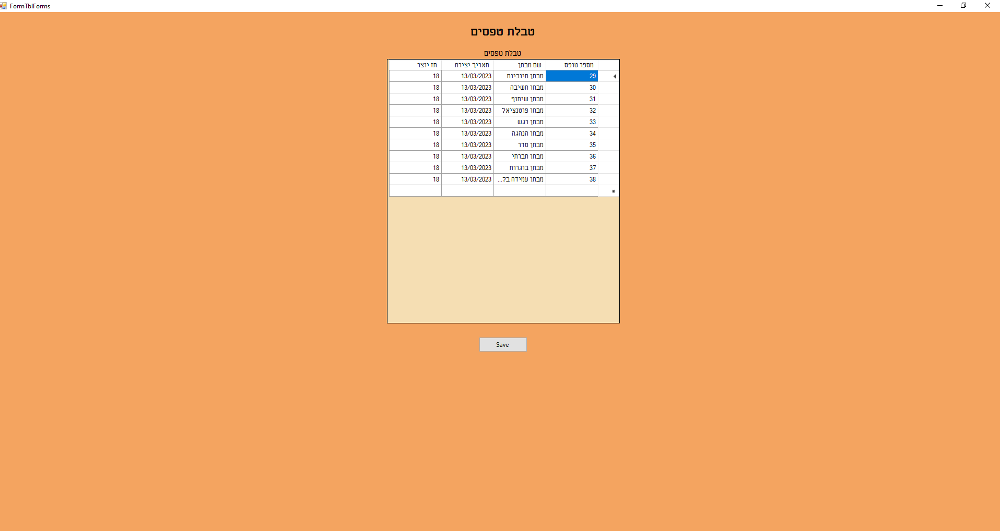 FormTblForms
טבלת טפסים
טבלת טפסים
מספר טופס שם מבחן תאריך יצירה תז יוצר
29 מבחן חיוביות 13/03/2023 18
30 מבחן חשיבה 13/03/2023 18
31 מבחן שיתוף 13/03/2023 18
32 מבחן פוטנציאל 13/03/2023 18
33 מבחן רגש 13/03/2023 18
34 מבחן הנהגה 13/03/2023 18
35 מבחן סדר 13/03/2023 18
36 מבחן חברתי 13/03/2023 18
37 מבחן בוגרות 13/03/2023 18
38 מבחן עמידה בל... 13/03/2023 18
Save